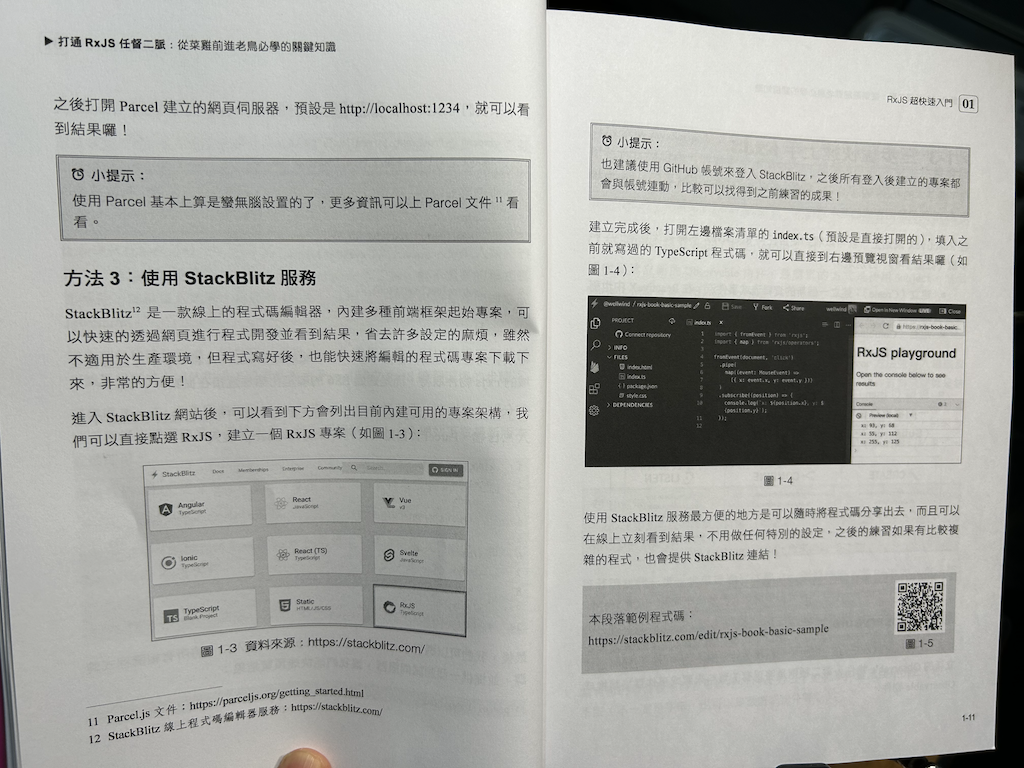 ▶ 打通 RxJS 任督二脈：從菜雞前進老鳥必學的關鍵知識
之後打開 Parcel 建立的網頁伺服器，預設是 http://localhost:1234，就可以看
到結果囉！
小提示：
使用 Parcel 基本上算是蠻無腦設置的了，更多資訊可以上 Parcel 文件 11 看
看。
方法 3：使用 StackBlitz 服務
StackBlitz12 是一款線上的程式碼編輯器，內建多種前端框架起始專案，可
以快速的透過網頁進行程式開發並看到結果，省去許多設定的麻煩，雖然
不適用於生產環境，但程式寫好後，也能快速將編輯的程式碼專案下載下
來，非常的方便！
進入 StackBlitz 網站後，可以看到下方會列出目前內建可用的專案架構，我
們可以直接點選 RxJS，建立一個 RxJS 專案（如圖 1-3）：
StackBlitz Docs Memberships Enterprise Community Search SIGN IN
Angular
TypeScript
React
JavaScript
Vue
v3
Ionic
TypeScript
React (TS)
TypeScript
Svelte
JavaScript
TypeScript
Blank Project
Static
HTML/JS/CSS
RxJS
TypeScript
圖 1-3 資料來源：https://stackblitz.com/
11 Parcel.js 文件：https://parceljs.org/getting_started.html
12 StackBlitz 線上程式碼編輯器服務：https://stackblitz.com/
RxJS 超快速入門 01
小提示：
也建議使用 GitHub 帳號來登入 StackBlitz，之後所有登入後建立的專案都
會與帳號連動，比較可以找得到之前練習的成果！
建立完成後，打開左邊檔案清單的 index.ts（預設是直接打開的），填入之
前就寫過的 TypeScript 程式碼，就可以直接到右邊預覽視窗看結果囉（如
圖 1-4）：
@wellwind / rxjs-book-basic-sample Save Fork Share wellwind Open in New Window LIVE Close
PROJECT
Connect repository
INFO
FILES
index.html
index.ts
package.json
style.css
DEPENDENCIES
index.ts ×
1 import { fromEvent } from 'rxjs';
2 import { map } from 'rxjs/operators';
3
4 fromEvent(document, 'click')
5 .pipe(
6 map((event: MouseEvent) =>
7 ({ x: event.x, y: event.y }))
8 )
9 .subscribe((position) => {
10 console.log(`x: ${position.x}, y: $
{position.y}`);
11 });
12
https://rxjs-book-basic...
RxJS playground
Open the console below to see
results.
Console
Preview (local)
x: 93, y: 68
x: 55, y: 112
x: 255, y: 125
圖 1-4
使用 StackBlitz 服務最方便的地方是可以隨時將程式碼分享出去，而且可以
在線上立刻看到結果，不用做任何特別的設定，之後的練習如果有比較複
雜的程式，也會提供 StackBlitz 連結！
本段落範例程式碼：
https://stackblitz.com/edit/rxjs-book-basic-sample
圖 1-5
1-11